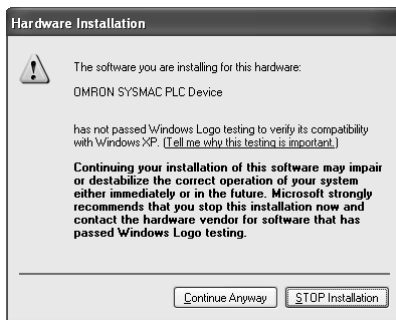 Hardware Installation
The software you are installing for this hardware:
OMRON SYSMAC PLC Device
has not passed Windows Logo testing to verify its compatibility
with Windows XP. (Tell me why this testing is important.)
Continuing your installation of this software may impair
or destabilize the correct operation of your system
either immediately or in the future. Microsoft strongly
recommends that you stop this installation now and
contact the hardware vendor for software that has
passed Windows Logo testing.
Continue Anyway
STOP Installation